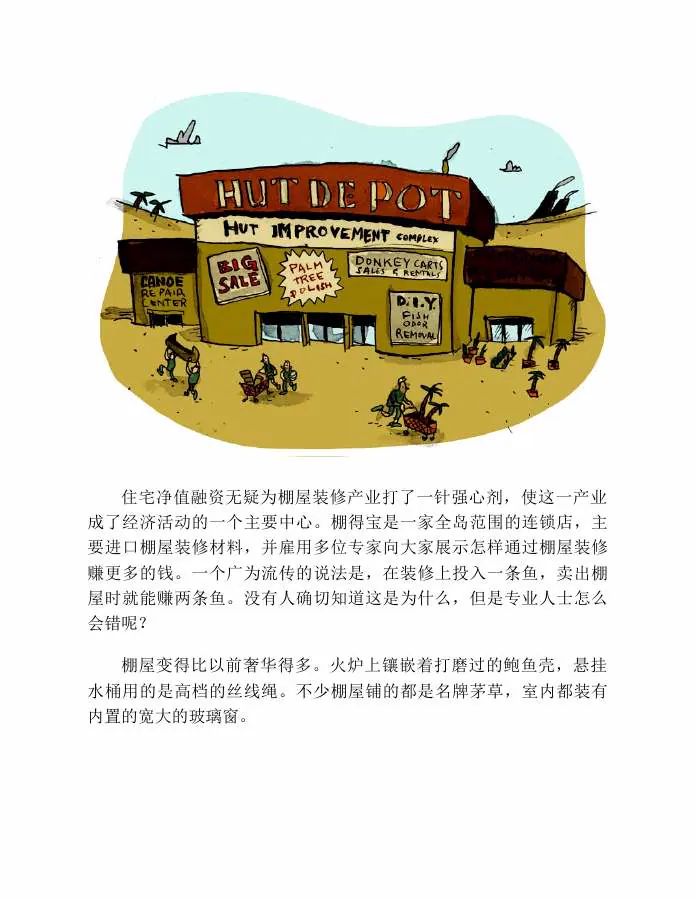 HUT DEPOT
HUT IMPROVEMENT COMPLEX
BIG
SALE
PALM
TREE
POLISH
DONKEY CARTS
SALES & RENTALS
CANOE
REPAIR
CENTER
D.I.Y.
FISH
ODOR
REMOVAL
住宅净值融资无疑为棚屋装修产业打了一针强心剂，使这一产业
成了经济活动的一个主要中心。棚得宝是一家全岛范围的连锁店，主
要进口棚屋装修材料，并雇用多位专家向大家展示怎样通过棚屋装修
赚更多的钱。一个广为流传的说法是，在装修上投入一条鱼，卖出棚
屋时就能赚两条鱼。没有人确切知道这是为什么，但是专业人士怎么
会错呢？
棚屋变得比以前奢华得多。火炉上镶嵌着打磨过的鲍鱼壳，悬挂
水桶用的是高档的丝线绳。不少棚屋铺的都是名牌茅草，室内都装有
内置的宽大的玻璃窗。